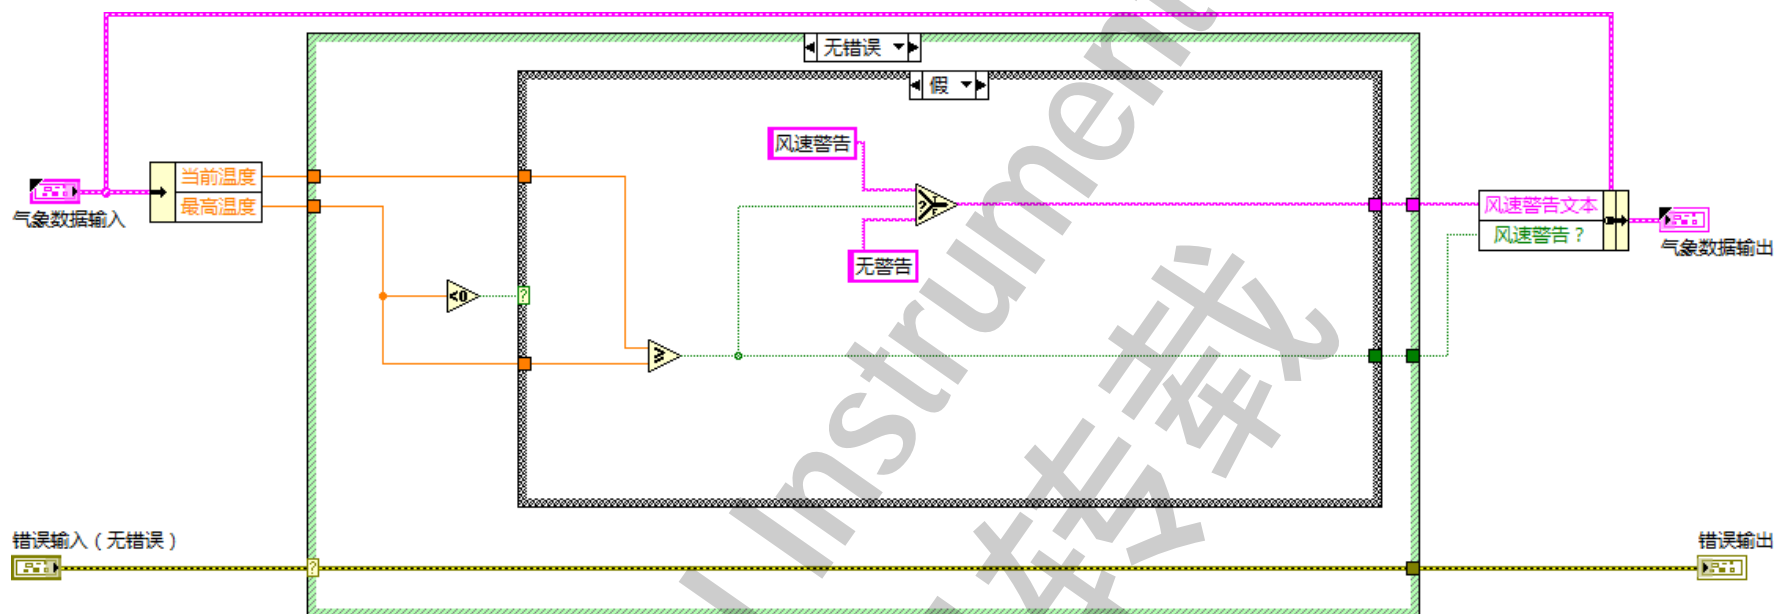 无错误
假
风速警告
当前温度
最高温度
气象数据输入
?
风速警告文本
风速警告？
气象数据输出
无警告
<0
?
≥
错误输入（无错误）
错误输出
?
l Instrument
转载